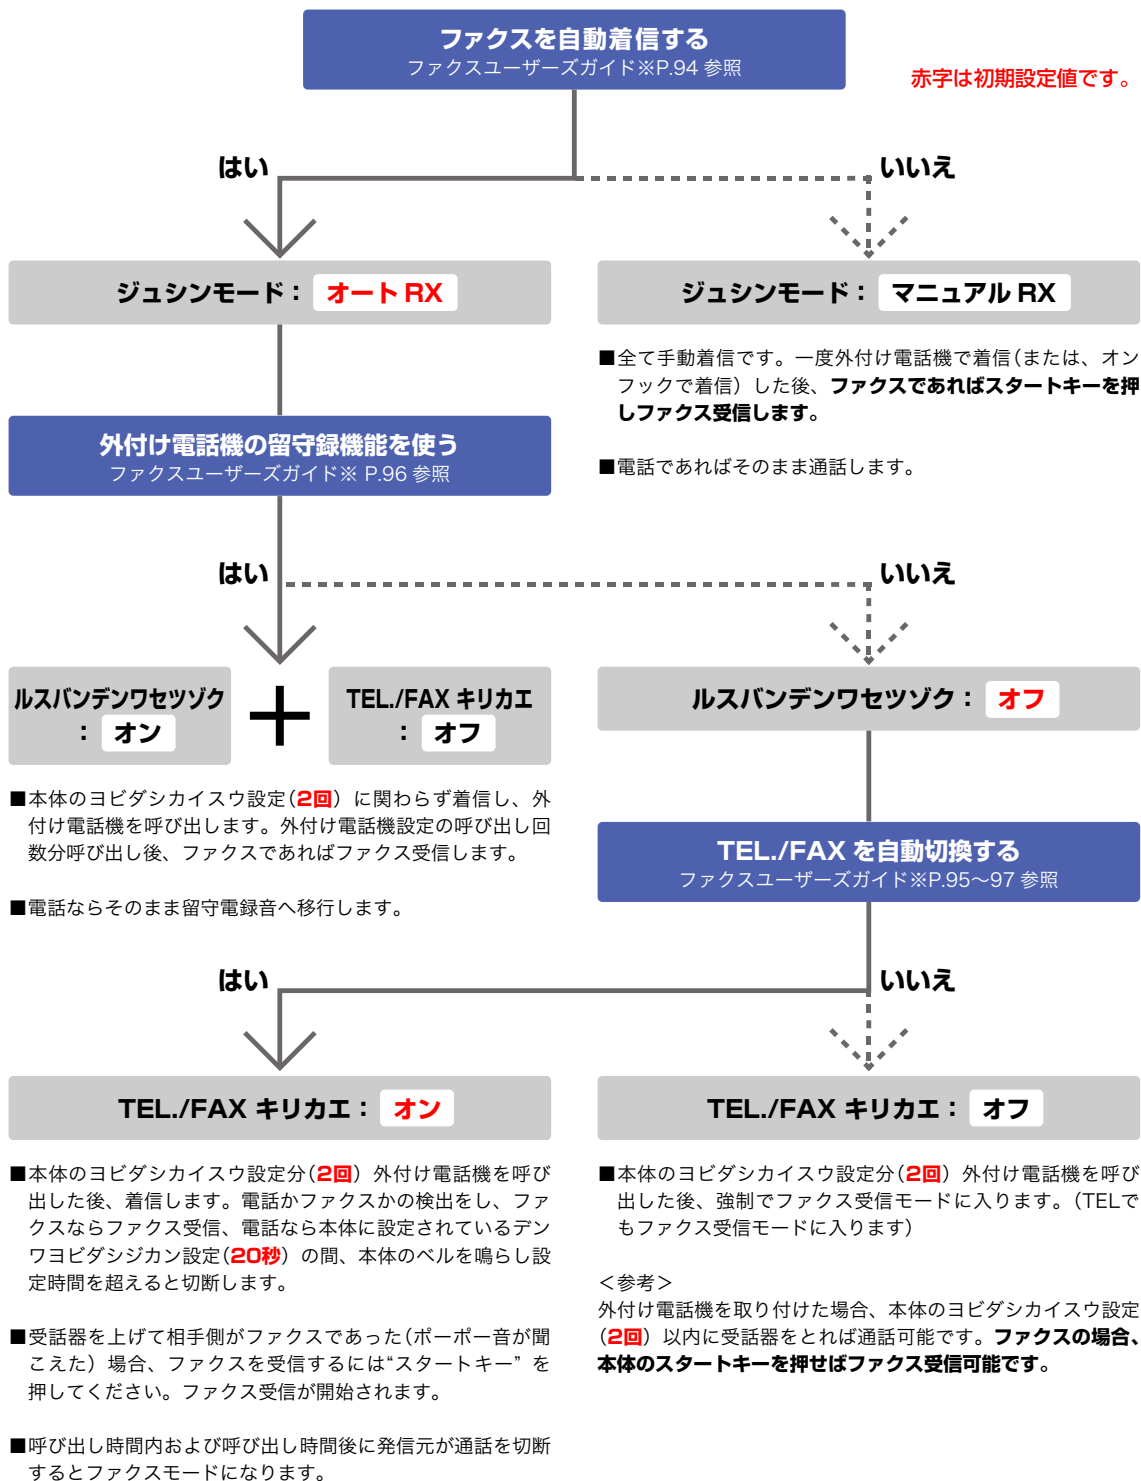 ファクスを自動着信する
ファクスユーザーズガイド※P.94 参照
赤字は初期設定値です。
はい
いいえ
ジュシンモード： オート RX
ジュシンモード： マニュアル RX
■全て手動着信です。一度外付け電話機で着信（または、オン
フックで着信）した後、ファクスであればスタートキーを押
しファクス受信します。
■電話であればそのまま通話します。
外付け電話機の留守録機能を使う
ファクスユーザーズガイド※ P.96 参照
はい
いいえ
ルスバンデンワセツゾク
： オン
＋
TEL./FAX キリカエ
： オフ
ルスバンデンワセツゾク： オフ
■本体のヨビダシカイスウ設定（2回）に関わらず着信し、外
付け電話機を呼び出します。外付け電話機設定の呼び出し回
数分呼び出し後、ファクスであればファクス受信します。
■電話ならそのまま留守電録音へ移行します。
TEL./FAX を自動切換する
ファクスユーザーズガイド※P.95～97 参照
はい
いいえ
TEL./FAX キリカエ： オン
TEL./FAX キリカエ： オフ
■本体のヨビダシカイスウ設定分（2回）外付け電話機を呼び
出した後、着信します。電話かファクスかの検出をし、ファ
クスならファクス受信、電話なら本体に設定されているデン
ワヨビダシジカン設定（20秒）の間、本体のベルを鳴らし設
定時間を超えると切断します。
■受話器を上げて相手側がファクスであった（ポーポー音が聞
こえた）場合、ファクスを受信するには“スタートキー”を
押してください。ファクス受信が開始されます。
■呼び出し時間内および呼び出し時間後に発信元が通話を切断
するとファクスモードになります。
■本体のヨビダシカイスウ設定分（2回）外付け電話機を呼び
出した後、強制でファクス受信モードに入ります。（TELで
もファクス受信モードに入ります）
＜参考＞
外付け電話機を取り付けた場合、本体のヨビダシカイスウ設定
（2回）以内に受話器をとれば通話可能です。ファクスの場合、
本体のスタートキーを押せばファクス受信可能です。